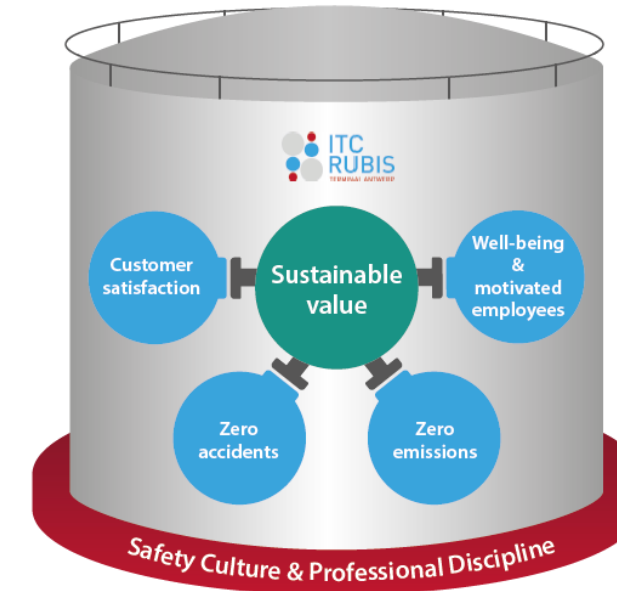 ITC
RUBIS
TERMINAL ANTWERP
Customer
satisfaction
Sustainable
value
Well-being
&
motivated
employees
Zero
accidents
Zero
emissions
Safety Culture & Professional Discipline